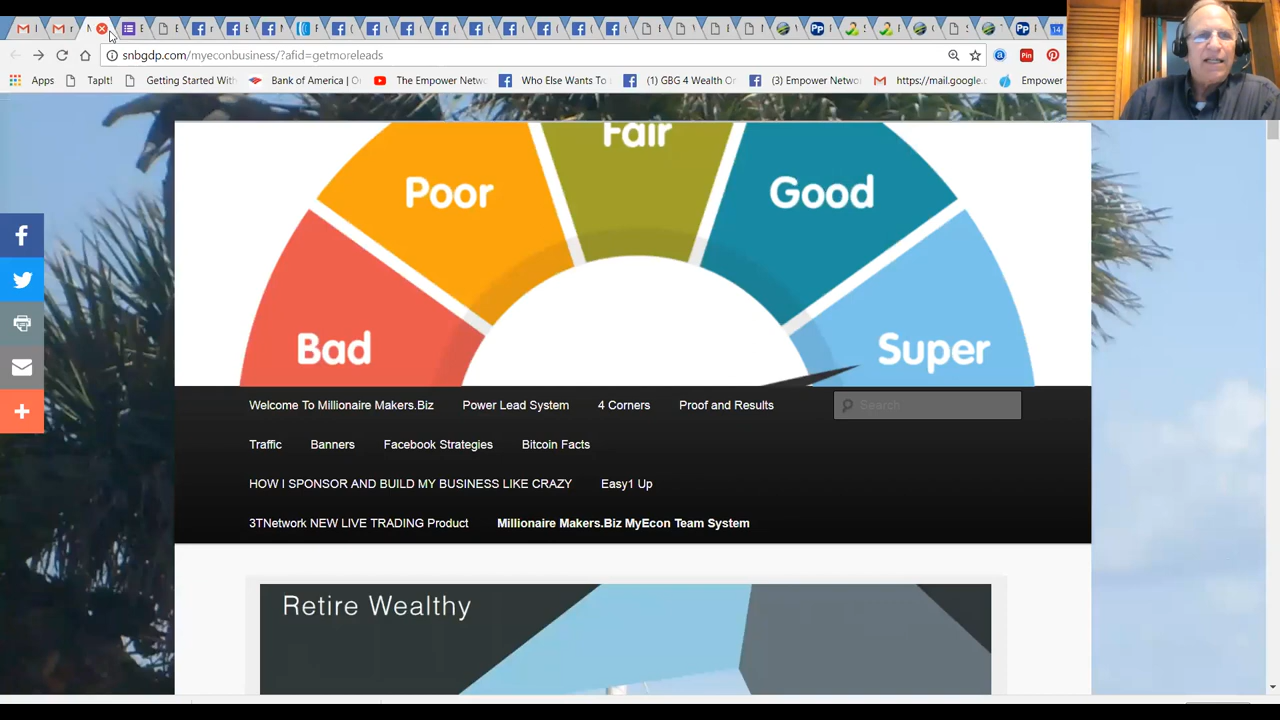 snbgdp.com/myeconbusiness/?afid=getmoreleads
Apps TapIt! Getting Started With Bank of America | O The Empower Netw Who Else Wants To (1) GBG 4 Week On (3) Empower Netwo https://mail.google.c Empower
Fair
Poor
Good
Bad
Super
Welcome To Millionaire Makers.Biz Power Lead System 4 Corners Proof and Results Search
Traffic Banners Facebook Strategies Bitcoin Facts
HOW I SPONSOR AND BUILD MY BUSINESS LIKE CRAZY Easy1 Up
3TNetwork NEW LIVE TRADING Product Millionaire Makers.Biz MyEcon Team System
Retire Wealthy